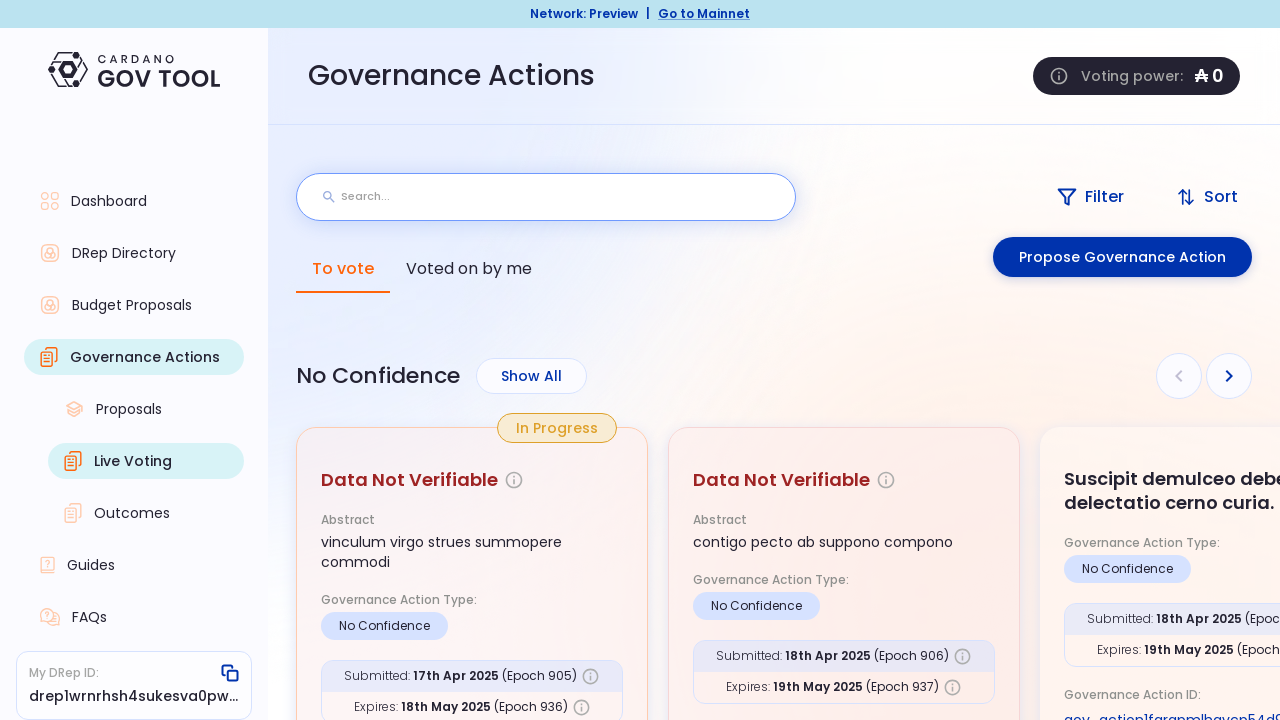 Network: Preview | Go to Mainnet
CARDANO
GOV TOOL
Governance Actions
Voting power: ₳ 0
Dashboard
DRep Directory
Budget Proposals
Governance Actions
Proposals
Live Voting
Outcomes
Guides
FAQs
My DRep ID:
drep1wrnrhsh4sukesva0pw...
Search...
Filter
Sort
To vote
Voted on by me
Propose Governance Action
No Confidence
Show All
In Progress
Data Not Verifiable
Abstract
vinculum virgo strues summopere
commodi
Governance Action Type:
No Confidence
Submitted: 17th Apr 2025 (Epoch 905)
Expires: 18th May 2025 (Epoch 936)
Data Not Verifiable
Abstract
contigo pecto ab suppono compono
Governance Action Type:
No Confidence
Submitted: 18th Apr 2025 (Epoch 906)
Expires: 19th May 2025 (Epoch 937)
Suscipit demulceo debe
delectatio cerno curia.
Governance Action Type:
No Confidence
Submitted: 18th Apr 2025 (Epoc
Expires: 19th May 2025 (Epoch
Governance Action ID: